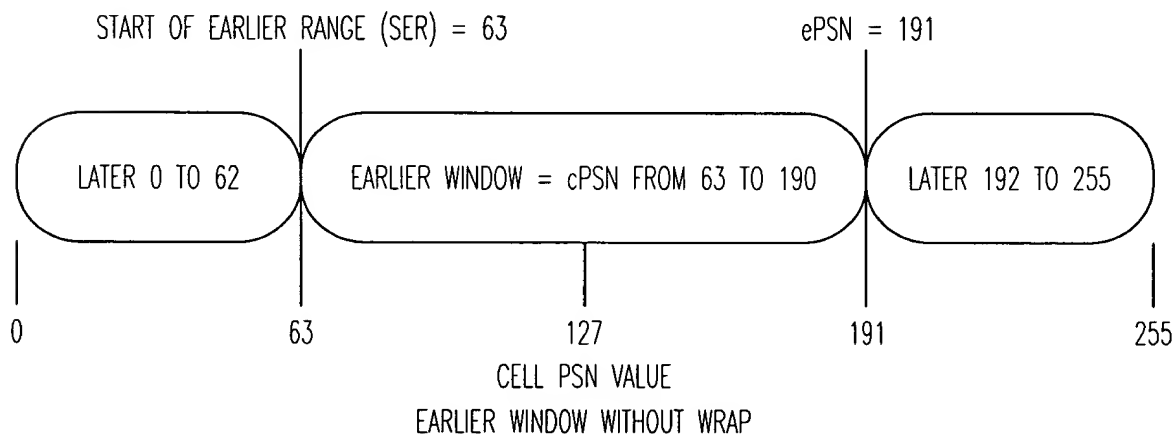 START OF EARLIER RANGE (SER) = 63
ePSN = 191
LATER 0 TO 62
EARLIER WINDOW = cPSN FROM 63 TO 190
LATER 192 TO 255
0
63
127
191
255
CELL PSN VALUE
EARLIER WINDOW WITHOUT WRAP